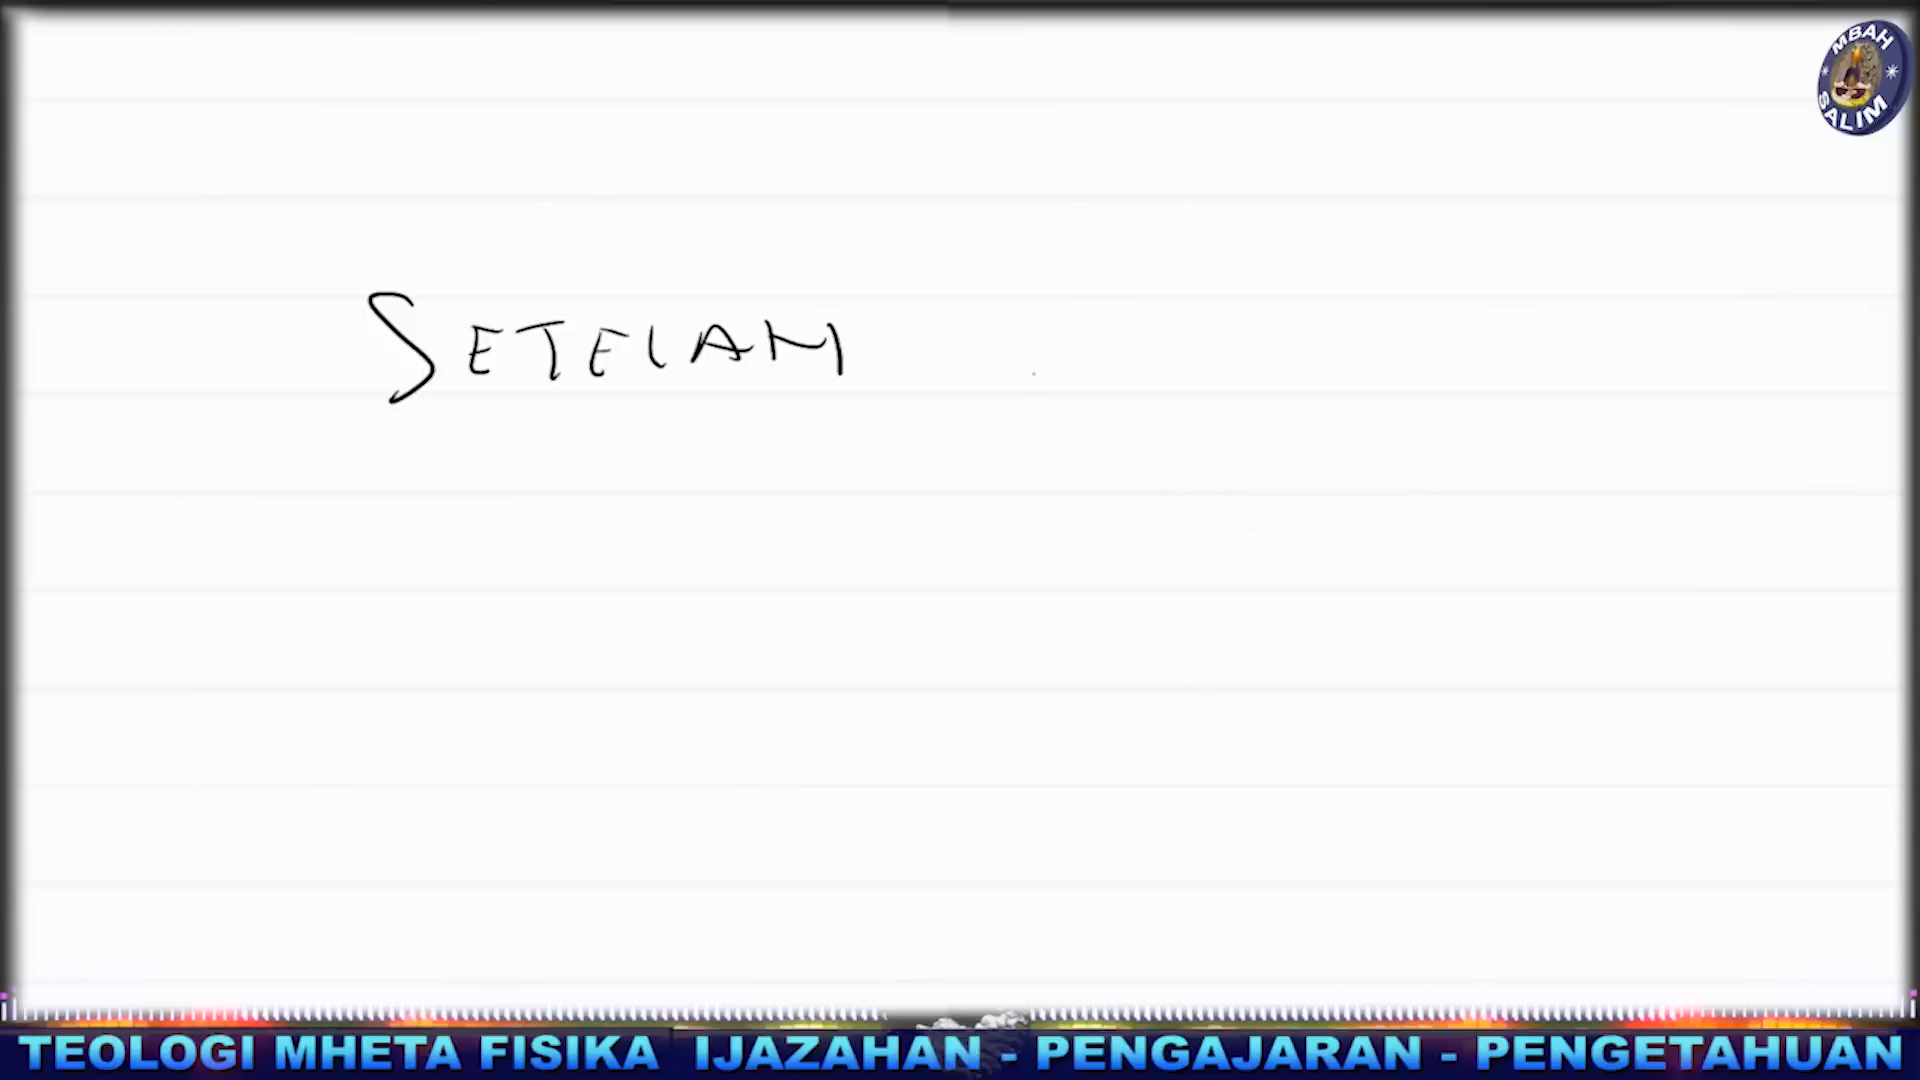 MBAH
SALIM
SETELAH
TEOLOGI MHETA FISIKA IJAZAHAN - PENGAJARAN - PENGETAHUAN